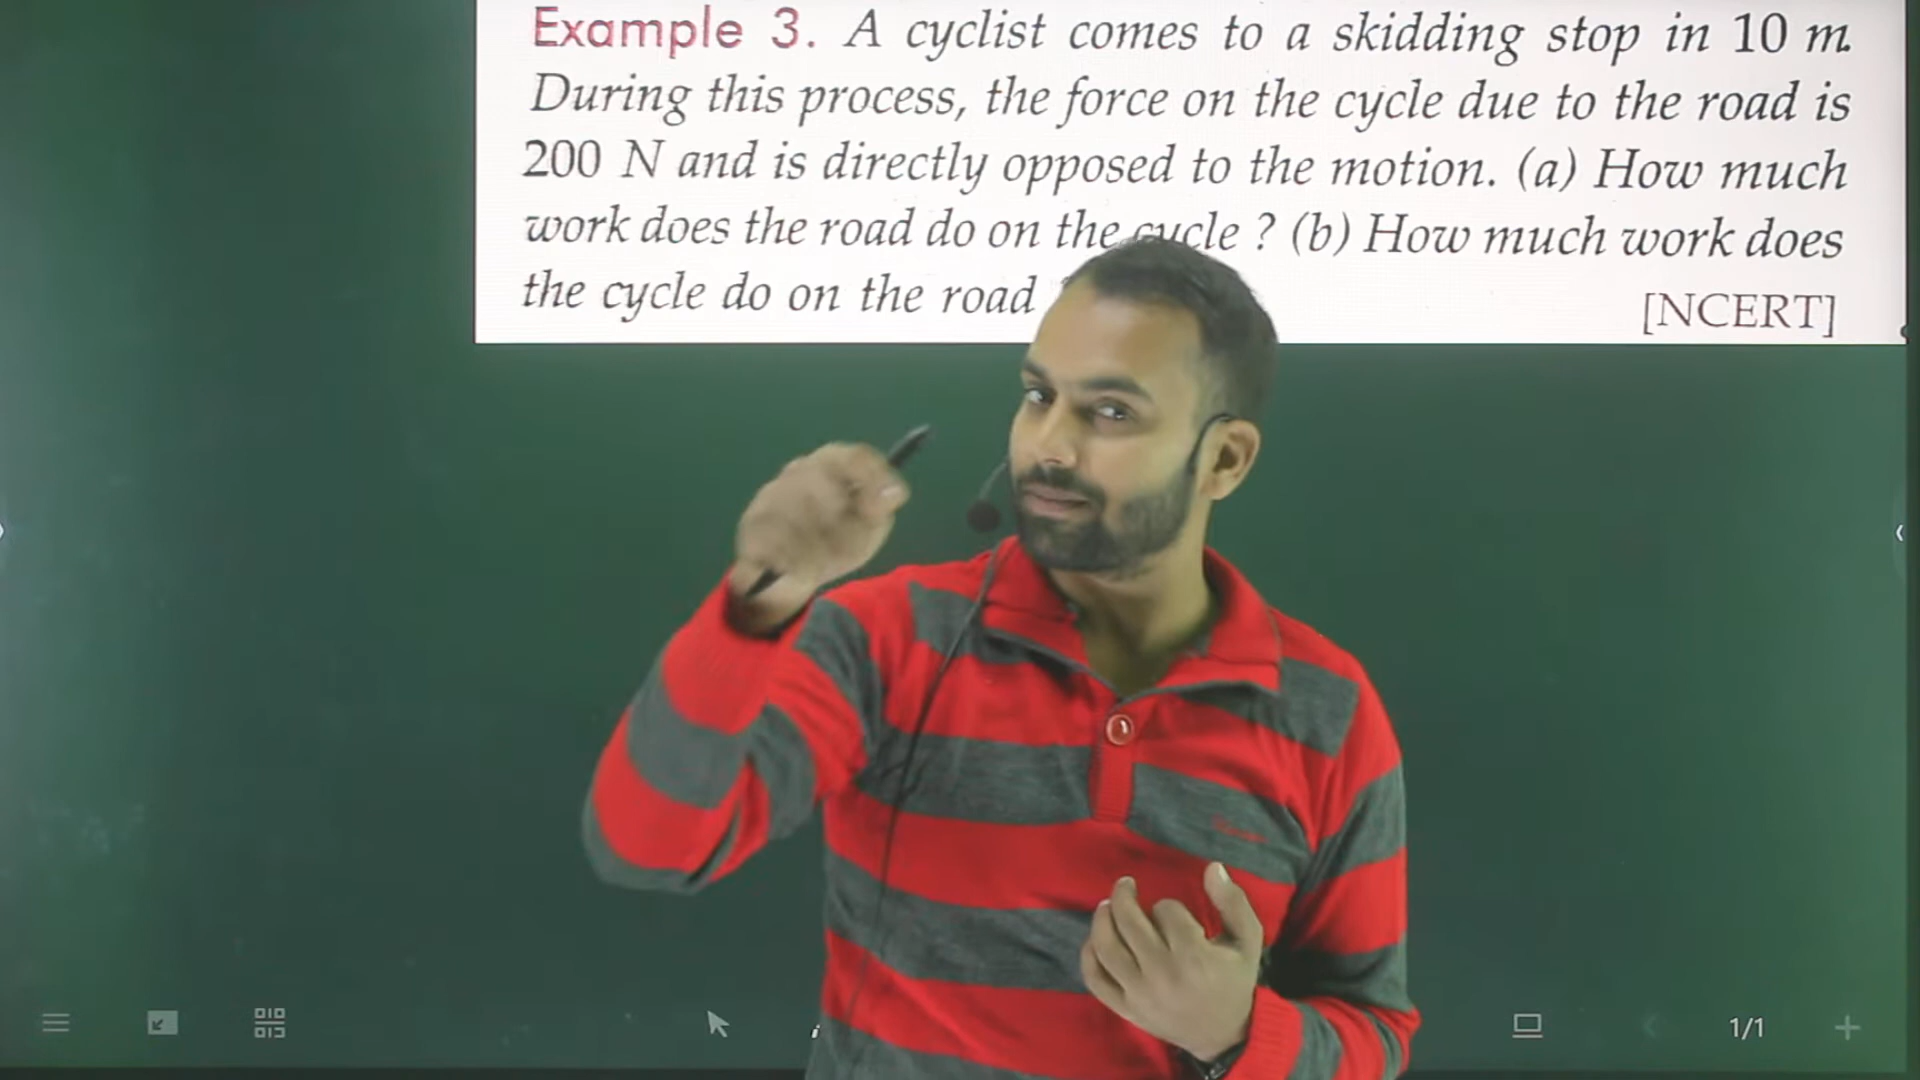 Example 3. A cyclist comes to a skidding stop in 10 m.
During this process, the force on the cycle due to the road is
200 N and is directly opposed to the motion. (a) How much
work does the road do on the cycle ? (b) How much work does
the cycle do on the road
[NCERT]
1/1